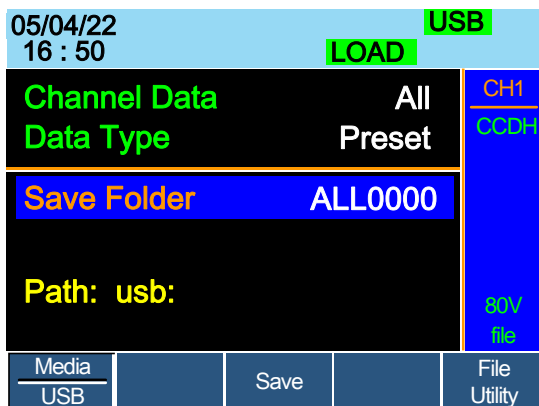 05/04/22 USB
16 : 50 LOAD
Channel Data All
Data Type Preset
CH1
CCDH
Save Folder ALL0000
Path: usb:
80V
file
Media
USB
Save
File
Utility